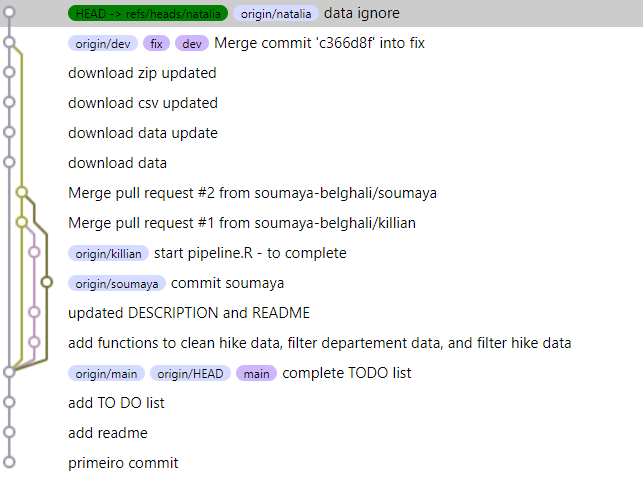 HEAD -> refs/heads/natalia origin/natalia data ignore
origin/dev fix dev Merge commit 'c366d8f' into fix
download zip updated
download csv updated
download data update
download data
Merge pull request #2 from soumaya-belghali/soumaya
Merge pull request #1 from soumaya-belghali/killian
origin/killian start pipeline.R - to complete
origin/soumaya commit soumaya
updated DESCRIPTION and README
add functions to clean hike data, filter departement data, and filter hike data
origin/main origin/HEAD main complete TODO list
add TO DO list
add readme
primeiro commit